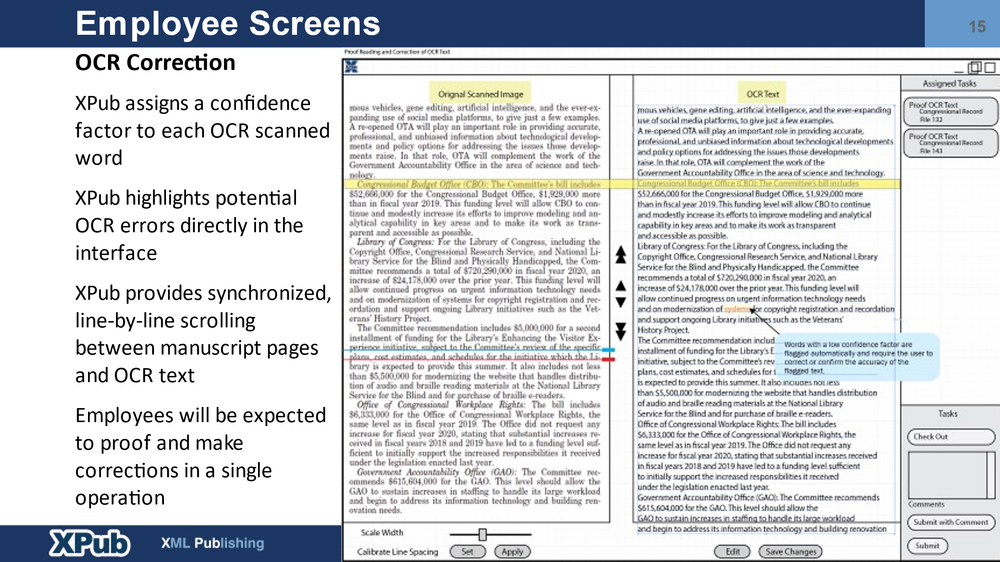 Employee Screens
15
OCR Correction
XPub assigns a confidence
factor to each OCR scanned
word
XPub highlights potential
OCR errors directly in the
interface
XPub provides synchronized,
line-by-line scrolling
between manuscript pages
and OCR text
Employees will be expected
to proof and make
corrections in a single
operation
XPub
XML Publishing
Proof Reading and Correction of OCR Text
Orignal Scanned Image
mous vehicles, gene editing, artificial intelligence, and the ever-ex-
panding use of social media platforms, to give just a few examples.
A re-opened OTA will play an important role in providing accurate,
professional, and unbiased information about technological develop-
ments and policy options for addressing the issues those develop-
ments raise. In that role, OTA will complement the work of the
Government Accountability Office in the area of science and tech-
nology.
Congressional Budget Office (CBO): The Committee's bill includes
$52,666,000 for the Congressional Budget Office, $1,929,000 more
than in fiscal year 2019. This funding level will allow CBO to con-
tinue and modestly increase its efforts to improve modeling and an-
alytical capability in key areas and to make its work as trans-
parent and accessible as possible.
Library of Congress: For the Library of Congress, including the
Copyright Office, Congressional Research Service, and National Li-
brary Service for the Blind and Physically Handicapped, the Com-
mittee recommends a total of $720,290,000 in fiscal year 2020, an
increase of $24,178,000 over the prior year. This funding level will
allow continued progress on urgent information technology needs
and on modernization of systems for copyright registration and rec-
ordation and support ongoing Library initiatives such as the Vet-
erans' History Project.
The Committee recommendation includes $5,000,000 for a second
installment of funding for the Library's Enhancing the Visitor Ex-
perience initiative, subject to the Committee's review of the specific
plans, cost estimates, and schedules for the initiative which the Li-
brary is expected to provide this summer. It also includes not less
than $5,500,000 for modernizing the website that handles distribu-
tion of audio and braille reading materials at the National Library
Service for the Blind and for purchase of braille e-readers.
Office of Congressional Workplace Rights: The bill includes
$6,333,000 for the Office of Congressional Workplace Rights, the
same level as in fiscal year 2019. The Office did not request any
increase for fiscal year 2020, stating that substantial increases re-
ceived in fiscal years 2018 and 2019 have led to a funding level suf-
ficient to initially support the increased responsibilities it received
under the legislation enacted last year.
Government Accountability Office (GAO): The Committee rec-
ommends $615,604,000 for the GAO. This level should allow the
GAO to sustain increases in staffing to handle its large workload
and begin to address its information technology and building ren-
ovation needs.
Scale Width
Calibrate Line Spacing
Set
Apply
OCR Text
mous vehicles, gene editing, artificial intelligence, and the ever-expanding
use of social media platforms, to give just a few examples.
A re-opened OTA will play an important role in providing accurate,
professional, and unbiased information about technological developments
and policy options for addressing the issues those developments
raise. In that role, OTA will complement the work of the
Government Accountability Office in the area of science and technology.
Congressional Budget Office (CBO): The Committee's bill includes
$52,666,000 for the Congressional Budget Office, $1,929,000 more
than in fiscal year 2019. This funding level will allow CBO to continue
and modestly increase its efforts to improve modeling and analytical
capability in key areas and to make its work as transparent
and accessible as possible.
Library of Congress: For the Library of Congress, including the
Copyright Office, Congressional Research Service, and National Library
Service for the Blind and Physically Handicapped, the Committee
recommends a total of $720,290,000 in fiscal year 2020, an
increase of $24,178,000 over the prior year. This funding level will
allow continued progress on urgent information technology needs
and on modernization of systems for copyright registration and recordation
and support ongoing Library initiatives such as the Veterans'
History Project.
The Committee recommendation includ
installment of funding for the Library's E
initiative, subject to the Committee's rev
plans, cost estimates, and schedules for t
is expected to provide this summer. It also includes not less
than $5,500,000 for modernizing the website that handles distribution
of audio and braille reading materials at the National Library
Service for the Blind and for purchase of braille e-readers.
Office of Congressional Workplace Rights: The bill includes
$6,333,000 for the Office of Congressional Workplace Rights, the
same level as in fiscal year 2019. The Office did not request any
increase for fiscal year 2020, stating that substantial increases received
in fiscal years 2018 and 2019 have led to a funding level sufficient
to initially support the increased responsibilities it received
under the legislation enacted last year.
Government Accountability Office (GAO): The Committee recommends
$615,604,000 for the GAO. This level should allow the
GAO to sustain increases in staffing to handle its large workload
and begin to address its information technology and building renovation
Words with a low confidence factor are
flagged automatically and require the user to
correct or confirm the accuracy of the
flagged text.
Edit
Save Changes
Assigned Tasks
Proof OCR Text
Congressional Record
File 132
Proof OCR Text
Congressional Record
File 143
Tasks
Check Out
Comments
Submit with Comment
Submit